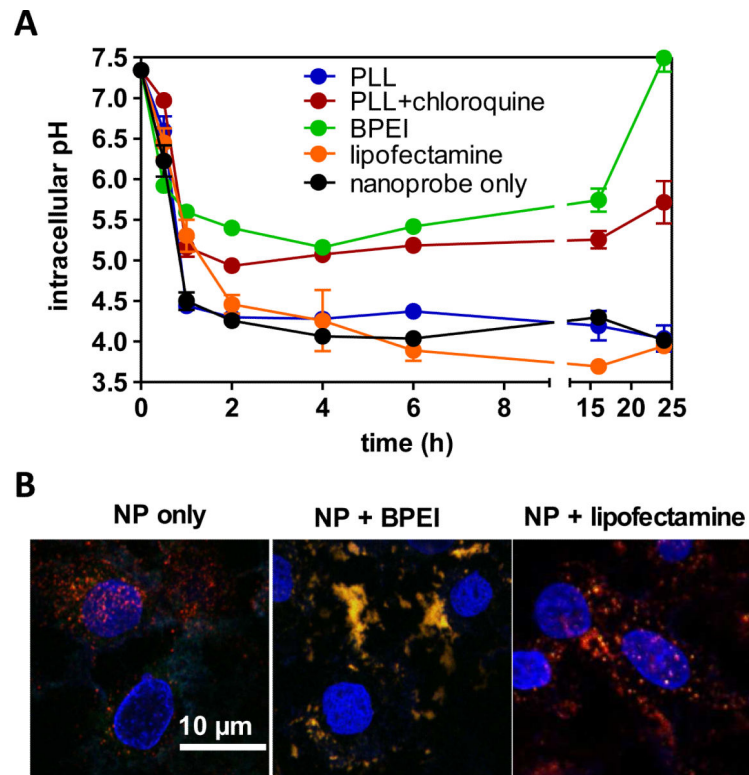 A
7.5
7.0
6.5
6.0
5.5
5.0
4.5
4.0
3.5
intracellular pH
PLL
PLL+chloroquine
BPEI
lipofectamine
nanoprobe only
0 2 4 6 8 15 20 25
time (h)
B
NP only NP + BPEI NP + lipofectamine
10 µm